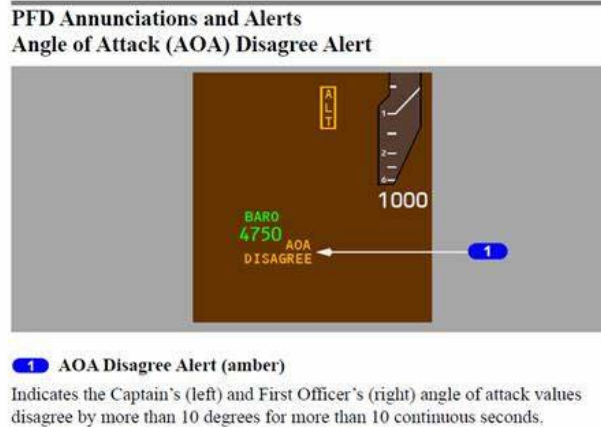 PFD Annunciations and Alerts
Angle of Attack (AOA) Disagree Alert
ALT
1
2
6
1000
BARO
4750
AOA
DISAGREE
1
1 AOA Disagree Alert (amber)
Indicates the Captain's (left) and First Officer's (right) angle of attack values
disagree by more than 10 degrees for more than 10 continuous seconds.